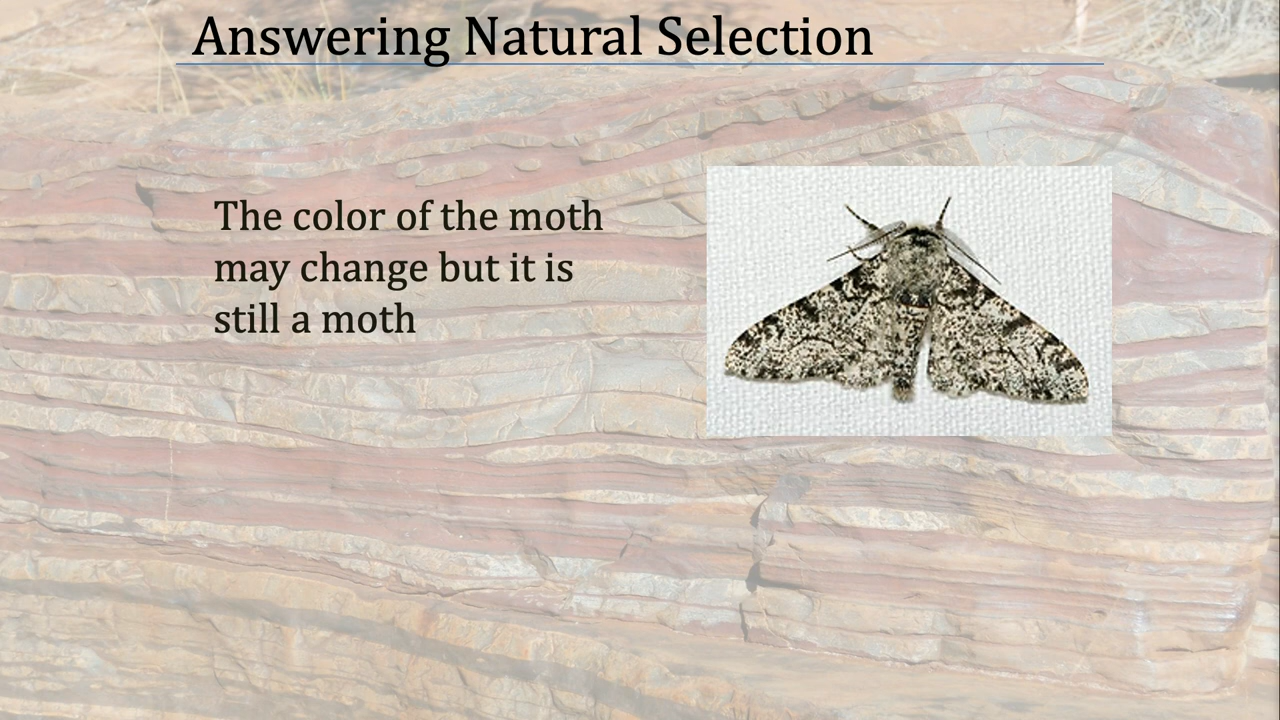 Answering Natural Selection
The color of the moth
may change but it is
still a moth